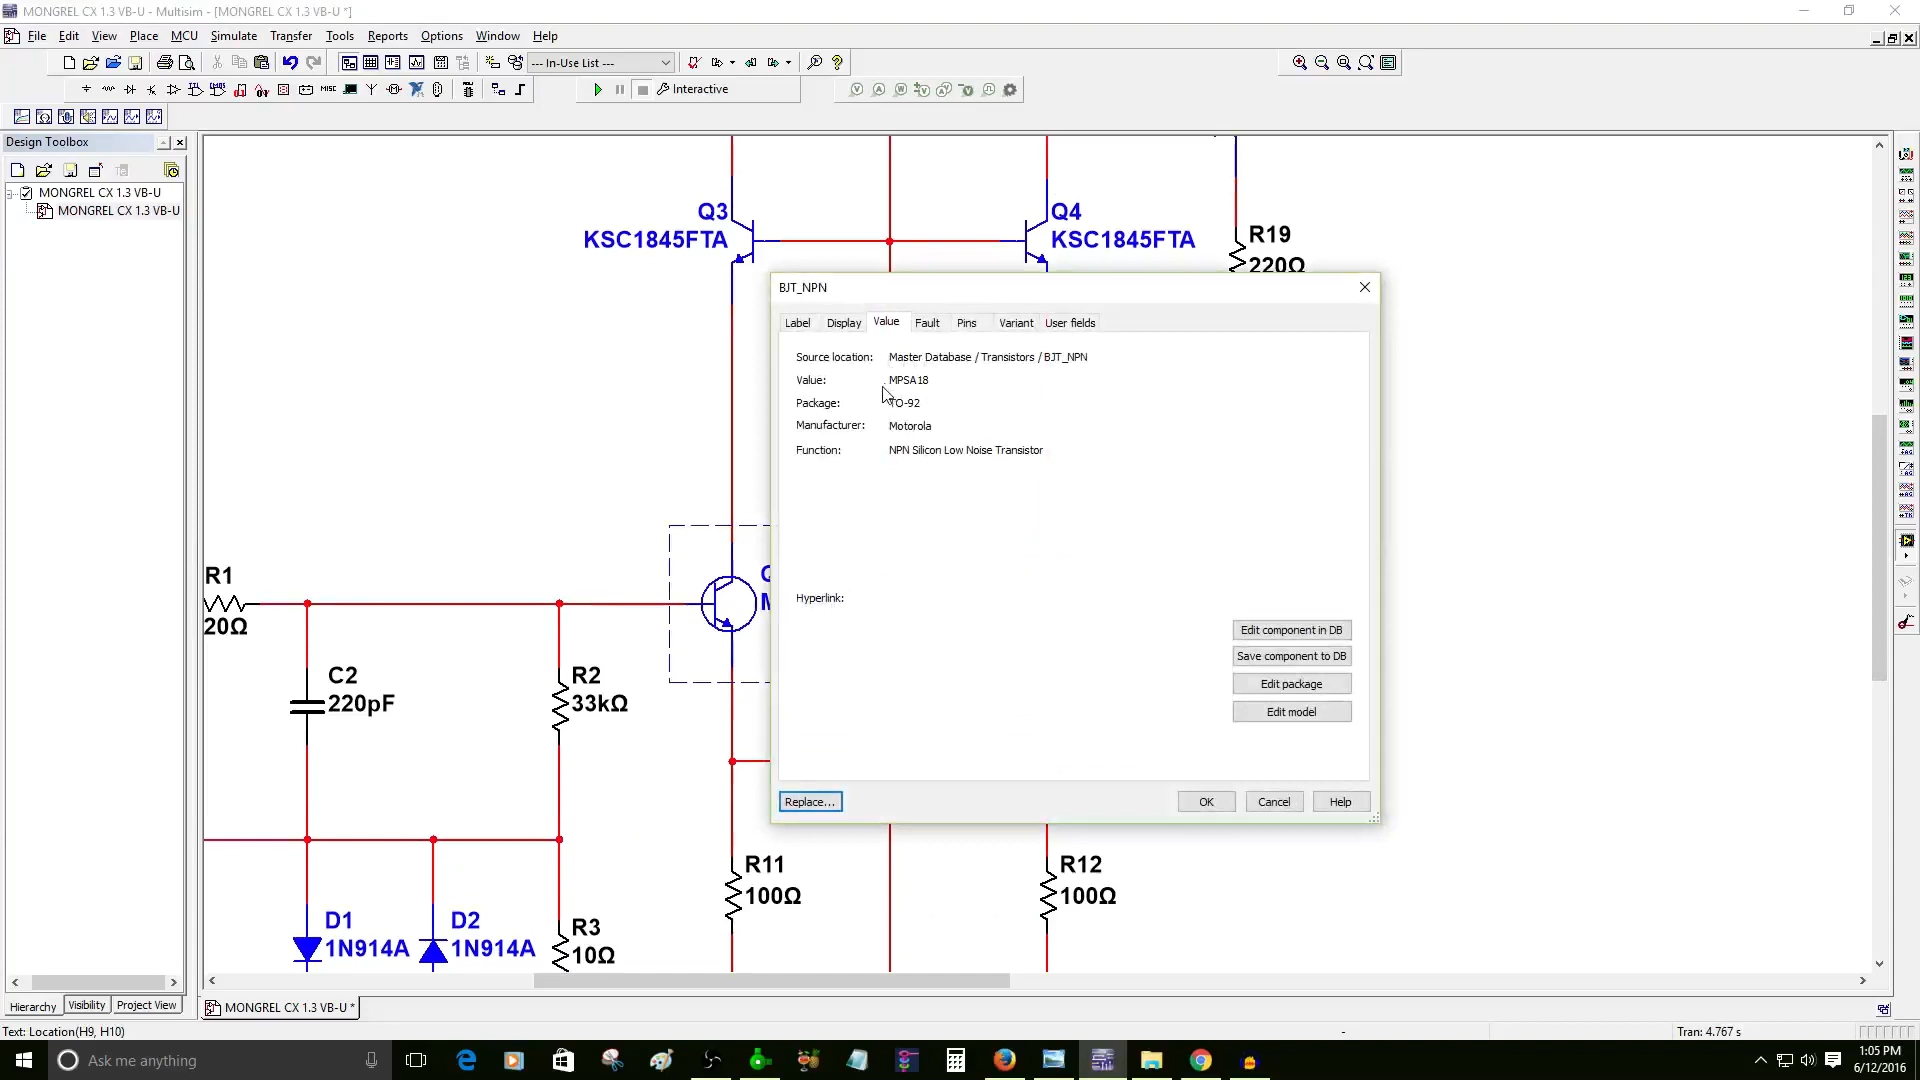 MONGREL CX 1.3 VB-U - Multisim - [MONGREL CX 1.3 VB-U *]
File Edit View Place MCU Simulate Transfer Tools Reports Options Window Help
--- In-Use List ---
MISC
Interactive
Design Toolbox
MONGREL CX 1.3 VB-U
MONGREL CX 1.3 VB-U
Q3
KSC1845FTA
Q4
KSC1845FTA
R19
220Ω
BJT_NPN
Label Display Value Fault Pins Variant User fields
Source location: Master Database / Transistors / BJT_NPN
Value: MPSA18
Package: TO-92
Manufacturer: Motorola
Function: NPN Silicon Low Noise Transistor
Hyperlink:
Edit component in DB
Save component to DB
Edit package
Edit model
Replace... OK Cancel Help
R1
20Ω
C2
220pF
R2
33kΩ
R11
100Ω
R12
100Ω
D1
1N914A
D2
1N914A
R3
10Ω
Hierarchy Visibility Project View
MONGREL CX 1.3 VB-U *
Text: Location(H9, H10)
-
Tran: 4.767 s
Ask me anything
1:05 PM
6/12/2016